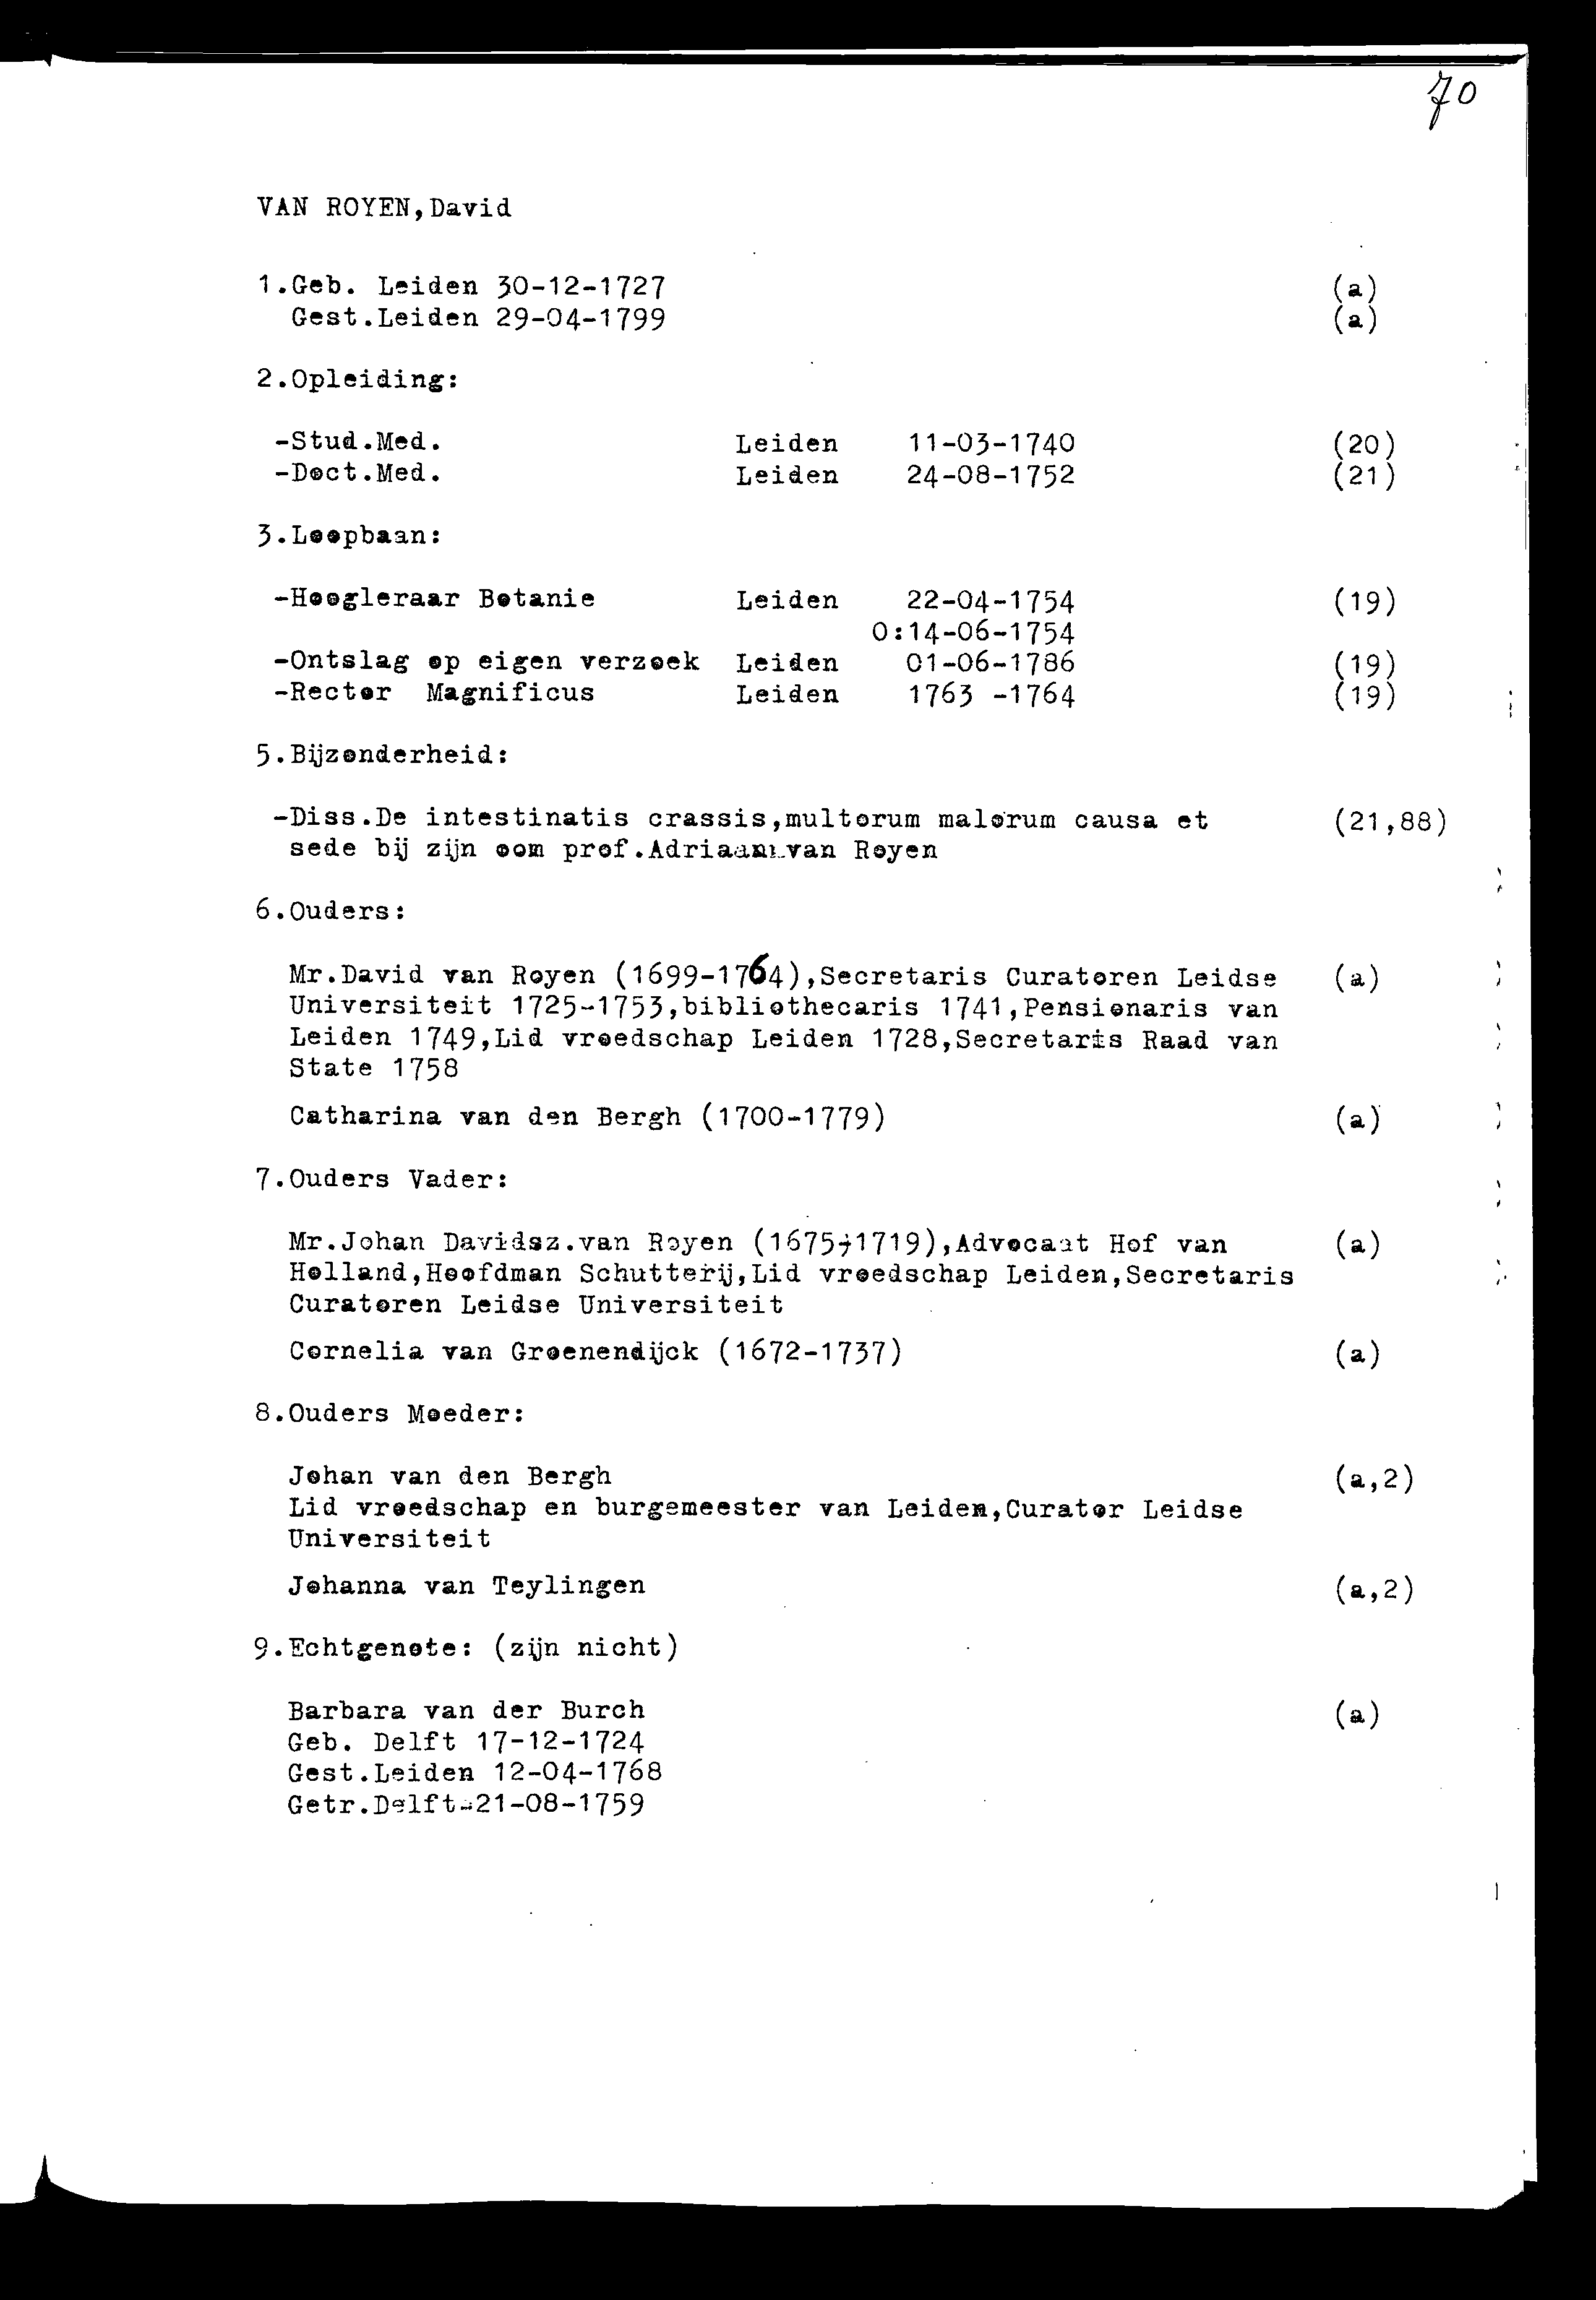 70
VAN ROYEN,David
1.Geb. Leiden 30-12-1727 (a)
Gest.Leiden 29-04-1799 (a)
2.Opleiding:
-Stud.Med. Leiden 11-03-1740 (20)
-Doct.Med. Leiden 24-08-1752 (21)
3.Loopbaan:
-Hoogleraar Botanie Leiden 22-04-1754 (19)
O:14-06-1754
-Ontslag op eigen verzoek Leiden 01-06-1786 (19)
-Rector Magnificus Leiden 1763 -1764 (19)
5.Bijzonderheid:
-Diss.De intestinatis crassis,multorum malorum causa et (21,88)
sede bij zijn oom prof.Adriaan van Royen
6.Ouders:
Mr.David van Royen (1699-1764),Secretaris Curatoren Leidse (a)
Universiteit 1725-1753,bibliothecaris 1741,Pensionaris van
Leiden 1749,Lid vroedschap Leiden 1728,Secretaris Raad van
State 1758
Catharina van den Bergh (1700-1779) (a)
7.Ouders Vader:
Mr.Johan Davidsz.van Royen (1675-1719),Advocaat Hof van (a)
Holland,Hoofdman Schutterij,Lid vroedschap Leiden,Secretaris
Curatoren Leidse Universiteit
Cornelia van Groenendijck (1672-1737) (a)
8.Ouders Moeder:
Johan van den Bergh (a,2)
Lid vroedschap en burgemeester van Leiden,Curator Leidse
Universiteit
Johanna van Teylingen (a,2)
9.Echtgenote: (zijn nicht)
Barbara van der Burch (a)
Geb. Delft 17-12-1724
Gest.Leiden 12-04-1768
Getr.Delft 21-08-1759